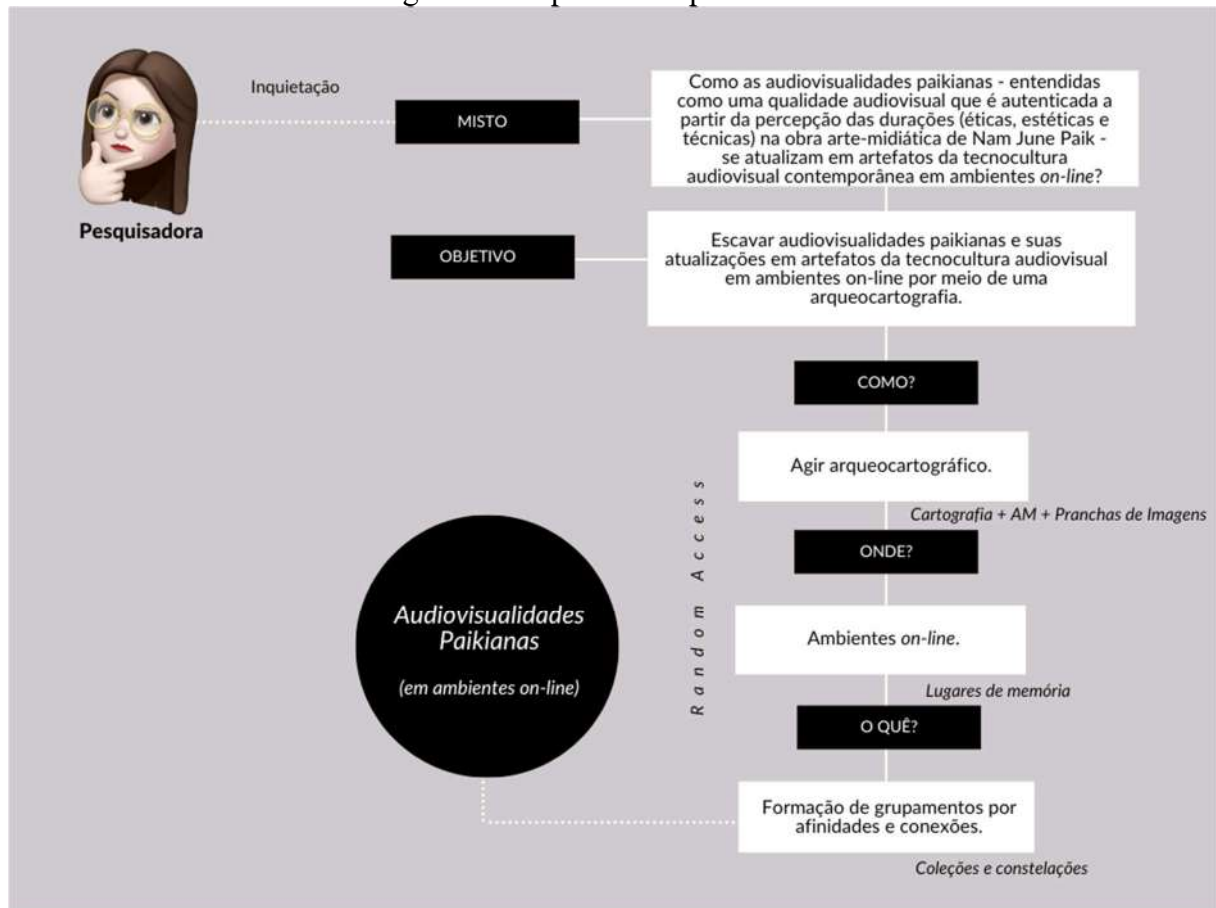 Inquietação
MISTO
Como as audiovisualidades paikianas - entendidas
como uma qualidade audiovisual que é autenticada a
partir da percepção das durações (éticas, estéticas e
técnicas) na obra arte-midiática de Nam June Paik -
se atualizam em artefatos da tecnocultura
audiovisual contemporânea em ambientes on-line?
Pesquisadora
OBJETIVO
Escavar audiovisualidades paikianas e suas
atualizações em artefatos da tecnocultura audiovisual
em ambientes on-line por meio de uma
arqueocartografia.
COMO?
Agir arqueocartográfico.
Cartografia + AM + Pranchas de Imagens
Random Access
ONDE?
Ambientes on-line.
Lugares de memória
O QUÊ?
Formação de grupamentos por
afinidades e conexões.
Coleções e constelações
Audiovisualidades
Paikianas
(em ambientes on-line)